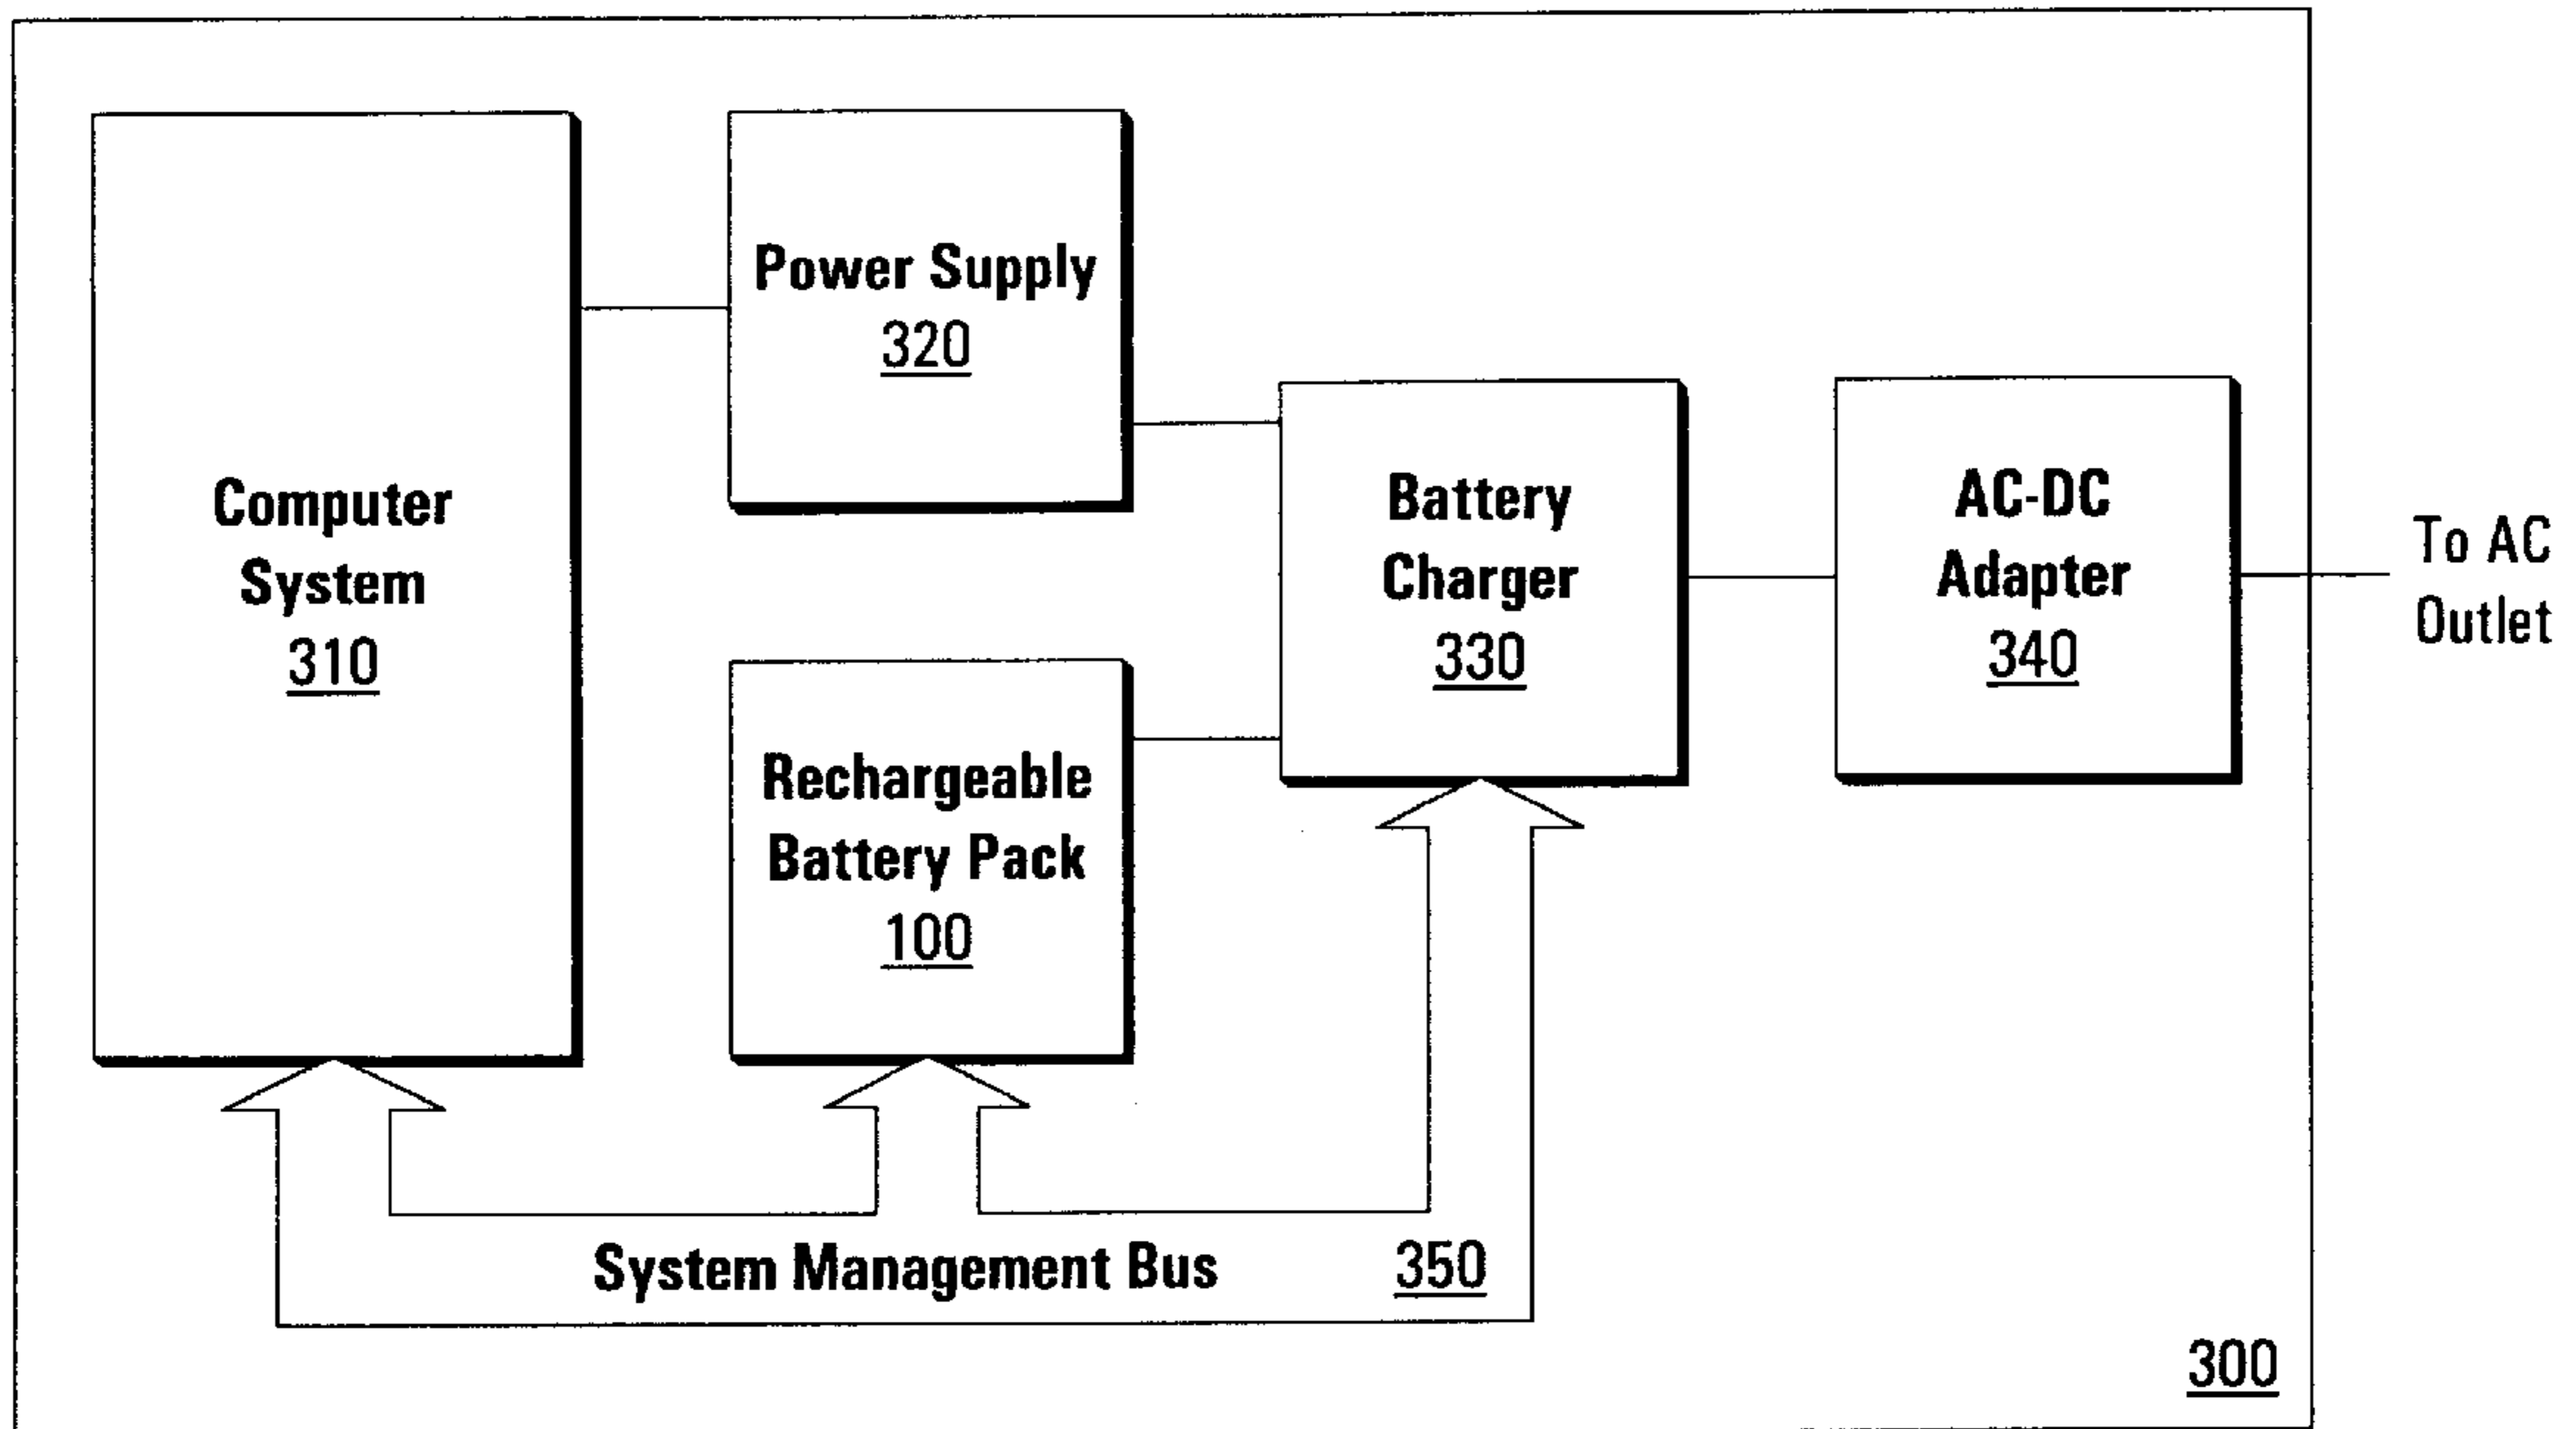 Power Supply
320
Computer
System
310
Battery
Charger
330
AC-DC
Adapter
340
To AC
Outlet
Rechargeable
Battery Pack
100
System Management Bus 350
300